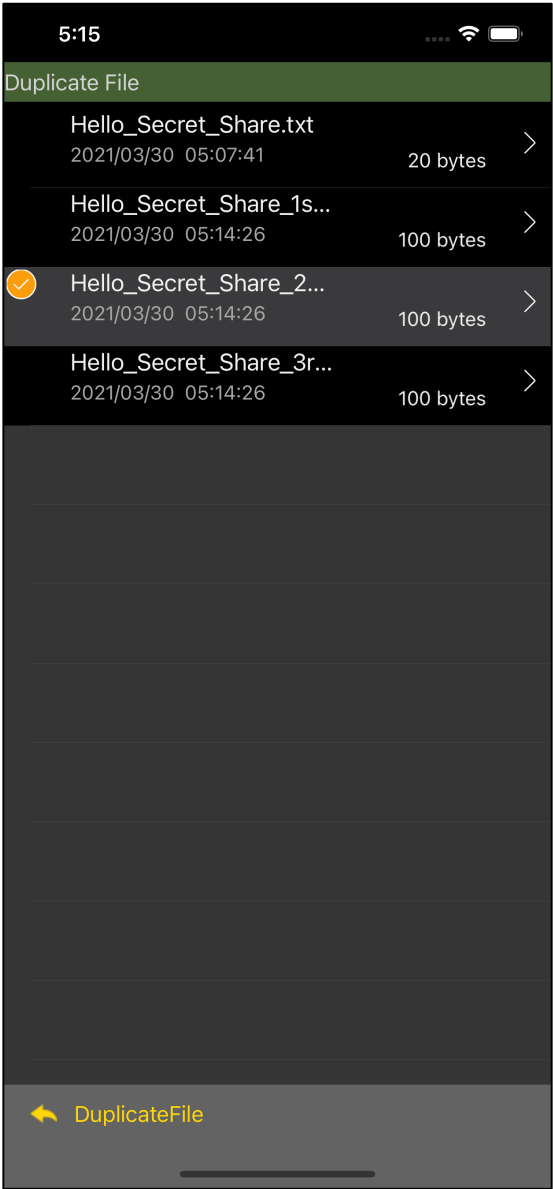 5:15
Duplicate File
Hello_Secret_Share.txt
2021/03/30 05:07:41
20 bytes
Hello_Secret_Share_1s...
2021/03/30 05:14:26
100 bytes
Hello_Secret_Share_2...
2021/03/30 05:14:26
100 bytes
Hello_Secret_Share_3r...
2021/03/30 05:14:26
100 bytes
DuplicateFile